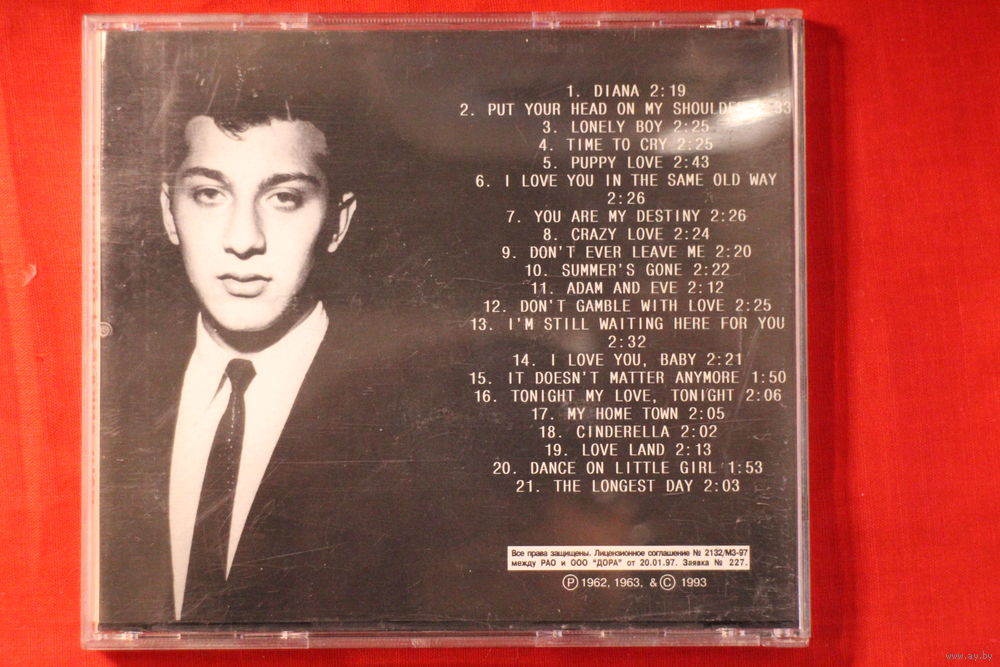 1. DIANA 2:19
2. PUT YOUR HEAD ON MY :33
3. LONELY BOY 2:25
4. TIME TO CRY 2:25
5. PUPPY LOVE 2:43
6. I LOVE YOU IN THE SAME OLD WAY
2:26
7. YOU ARE MY DESTINY 2:26
8. CRAZY LOVE 2:24
9. DON'T EVER LEAVE ME 2:20
10. SUMMER'S GONE 2:22
11. ADAM AND EVE 2:12
12. DON'T GAMBLE WITH LOVE 2:25
13. I'M STILL WAITING HERE FOR YOU
2:32
14. I LOVE YOU, BABY 2:21
15. IT DOESN'T MATTER ANYMORE 1:50
16. TONIGHT MY LOVE, TONIGHT 2:06
17. MY HOME TOWN 2:05
18. CINDERELLA 2:02
19. LOVE LAND 2:13
20. DANCE ON LITTLE GIRL 1:53
21. THE LONGEST DAY 2:03
Все права защищены. Лицензионное соглашение № 2132/МЗ-97
между РАО и ООО "ДОРА" от 20.01.97. Заявка № 227.
Ⓟ 1962, 1963, & © 1993
www.ay.by